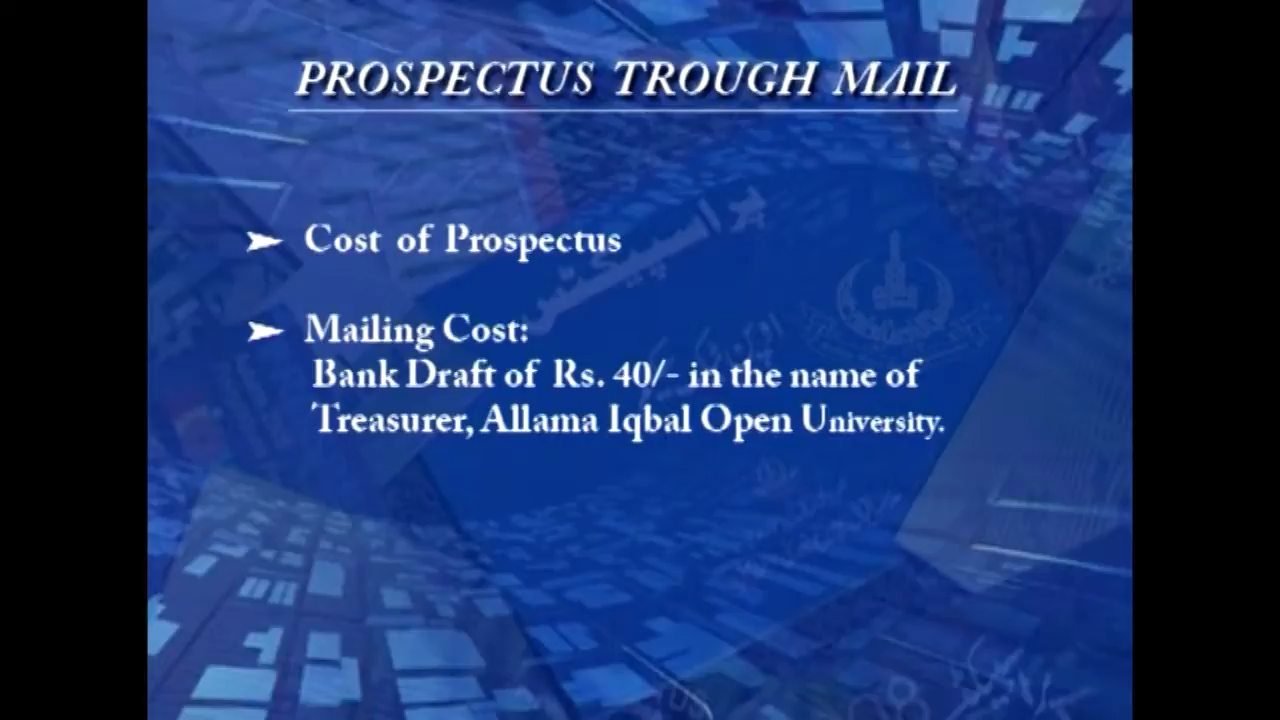 PROSPECTUS TROUGH MAIL
➤ Cost of Prospectus
➤ Mailing Cost:
Bank Draft of Rs. 40/- in the name of
Treasurer, Allama Iqbal Open University.